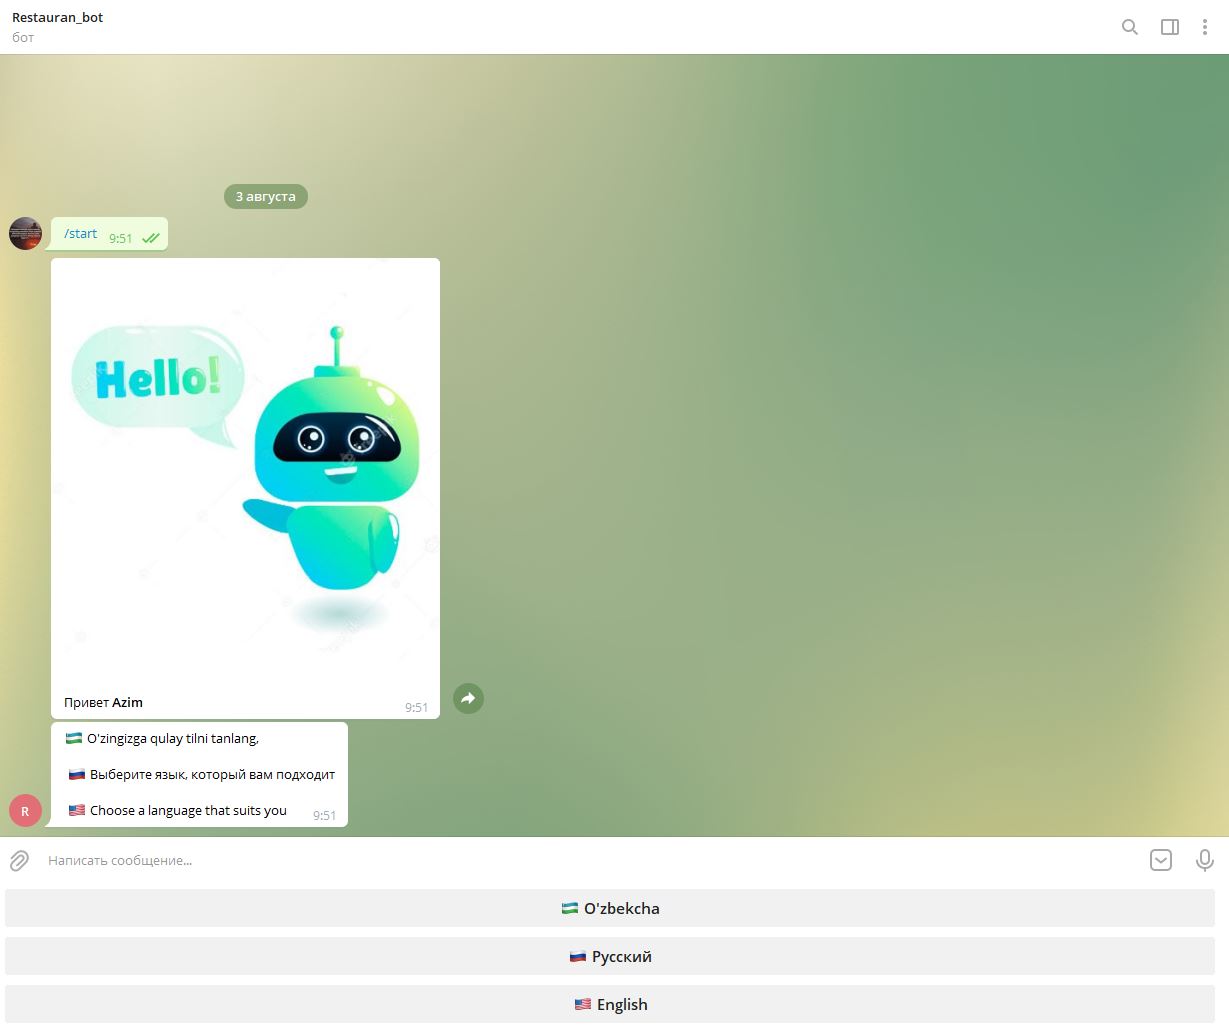 Restauran_bot
бот
3 августа
/start 9:51
Hello!
Привет Azim 9:51
O'zingizga qulay tilni tanlang,
Выберите язык, который вам подходит
Choose a language that suits you 9:51
R
Написать сообщение...
O'zbekcha
Русский
English